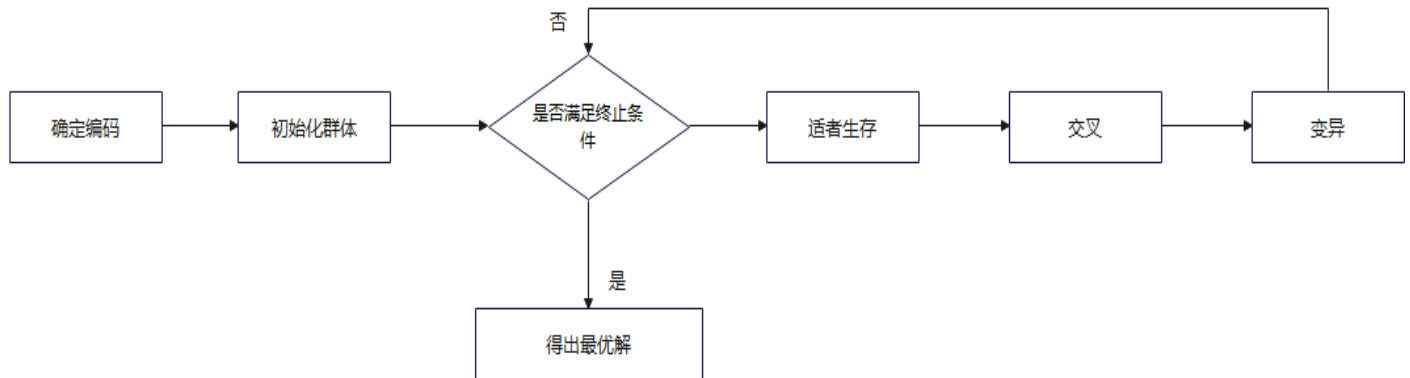 否
确定编码
初始化群体
是否满足终止条
件
适者生存
交叉
变异
是
得出最优解